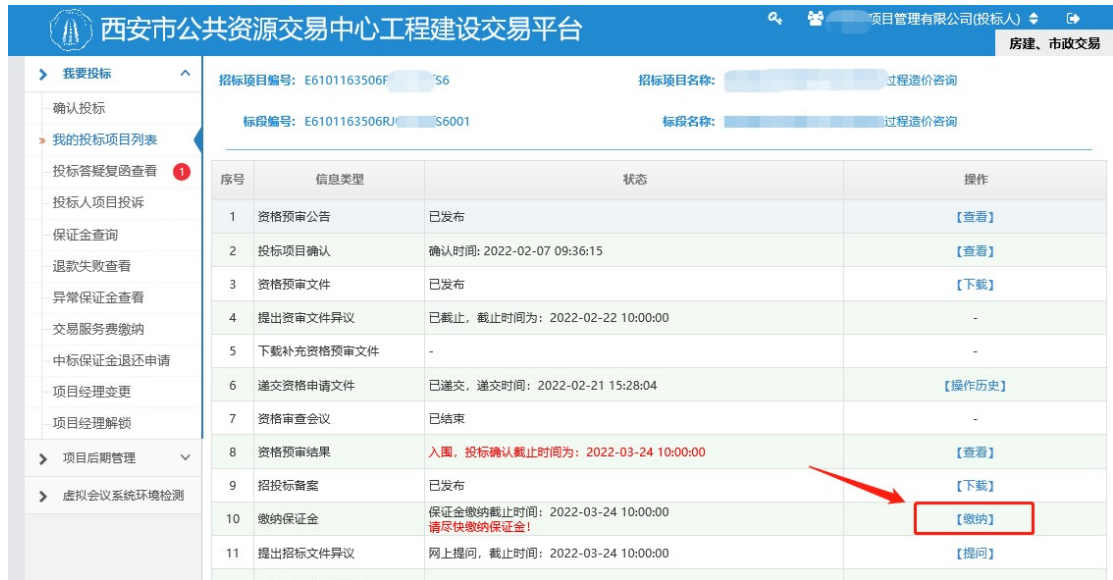 西安市公共资源交易中心工程建设交易平台
项目管理有限公司(投标人)
房建、市政交易
我要投标
确认投标
我的投标项目列表
投标答疑复函查看 1
投标人项目投诉
保证金查询
退款失败查看
异常保证金查看
交易服务费缴纳
中标保证金退还申请
项目经理变更
项目经理解锁
项目后期管理
虚拟会议系统环境检测
招标项目编号: E6101163506F S6 招标项目名称: 过程造价咨询
标段编号: E6101163506RJ S6001 标段名称: 过程造价咨询
序号 信息类型 状态 操作
1 资格预审公告 已发布 【查看】
2 投标项目确认 确认时间: 2022-02-07 09:36:15 【查看】
3 资格预审文件 已发布 【下载】
4 提出资审文件异议 已截止，截止时间为：2022-02-22 10:00:00 -
5 下载补充资格预审文件 - -
6 递交资格申请文件 已递交，递交时间：2022-02-21 15:28:04 【操作历史】
7 资格审查会议 已结束 -
8 资格预审结果 入围，投标确认截止时间为：2022-03-24 10:00:00 【查看】
9 招投标备案 已发布 【下载】
10 缴纳保证金 保证金缴纳截止时间：2022-03-24 10:00:00 【缴纳】
请尽快缴纳保证金！
11 提出招标文件异议 网上提问，截止时间：2022-03-24 10:00:00 【提问】